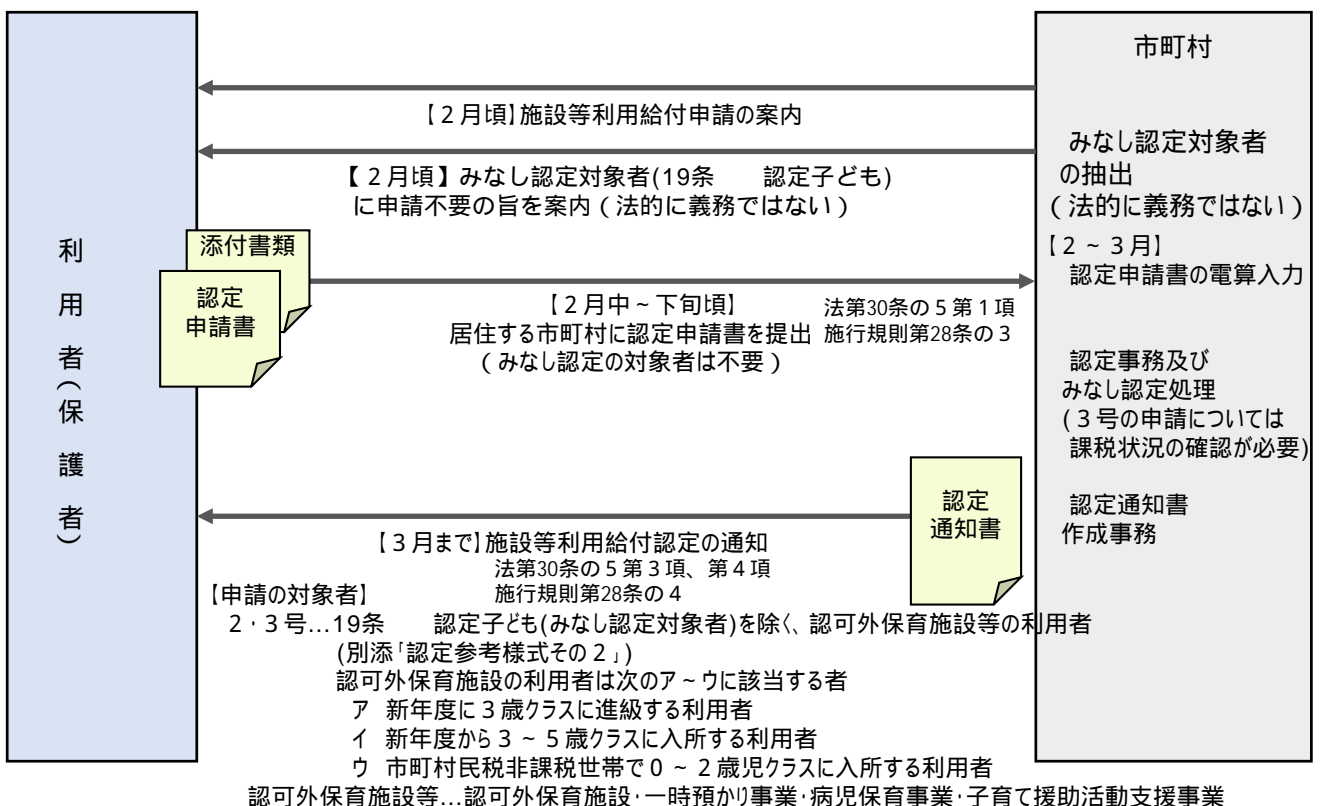 市町村
【２月頃】施設等利用給付申請の案内
みなし認定対象者
の抽出
（法的に義務ではない）
【２月頃】みなし認定対象者(19条　　認定子ども)
に申請不要の旨を案内（法的に義務ではない）
利用者（保護者）
添付書類
認定
申請書
【２～３月】
認定申請書の電算入力
【２月中～下旬頃】
居住する市町村に認定申請書を提出
（みなし認定の対象者は不要）
法第30条の５第１項
施行規則第28条の３
認定事務及び
みなし認定処理
(３号の申請については
課税状況の確認が必要)
認定
通知書
認定通知書
作成事務
【３月まで】施設等利用給付認定の通知
法第30条の５第３項、第４項
施行規則第28条の４
【申請の対象者】
２・３号…19条　　認定子ども(みなし認定対象者)を除く、認可外保育施設等の利用者
(別添「認定参考様式その２」)
認可外保育施設の利用者は次のア～ウに該当する者
ア 新年度に３歳クラスに進級する利用者
イ 新年度から３～５歳クラスに入所する利用者
ウ 市町村民税非課税世帯で０～２歳児クラスに入所する利用者
認可外保育施設等…認可外保育施設・一時預かり事業・病児保育事業・子育て援助活動支援事業